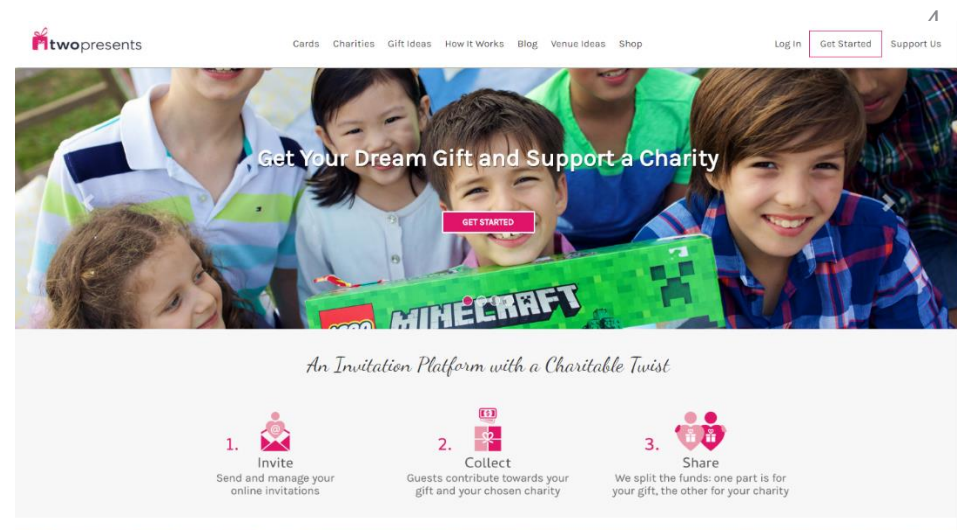 twopresents
Cards Charities Gift Ideas How It Works Blog Venue Ideas Shop
Log In Get Started Support Us
Get Your Dream Gift and Support a Charity
GET STARTED
LEGO MINECRAFT
An Invitation Platform with a Charitable Twist
1.
Invite
Send and manage your
online invitations
2.
Collect
Guests contribute towards your
gift and your chosen charity
3.
Share
We split the funds: one part is for
your gift, the other for your charity